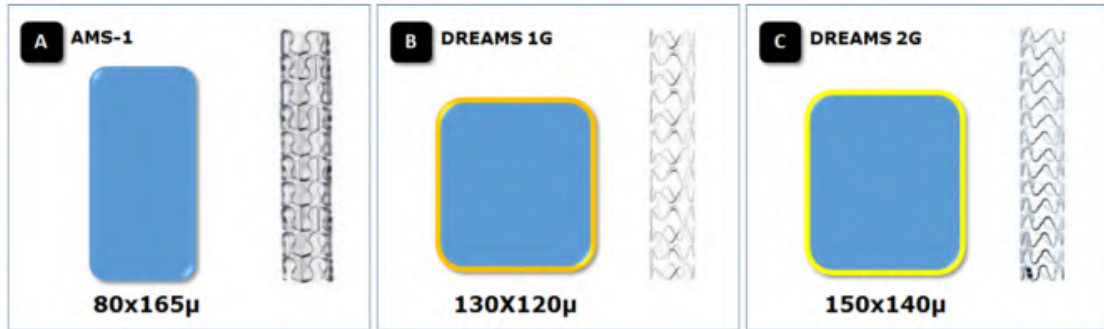 A AMS-1
80x165µ
B DREAMS 1G
130X120µ
C DREAMS 2G
150x140µ